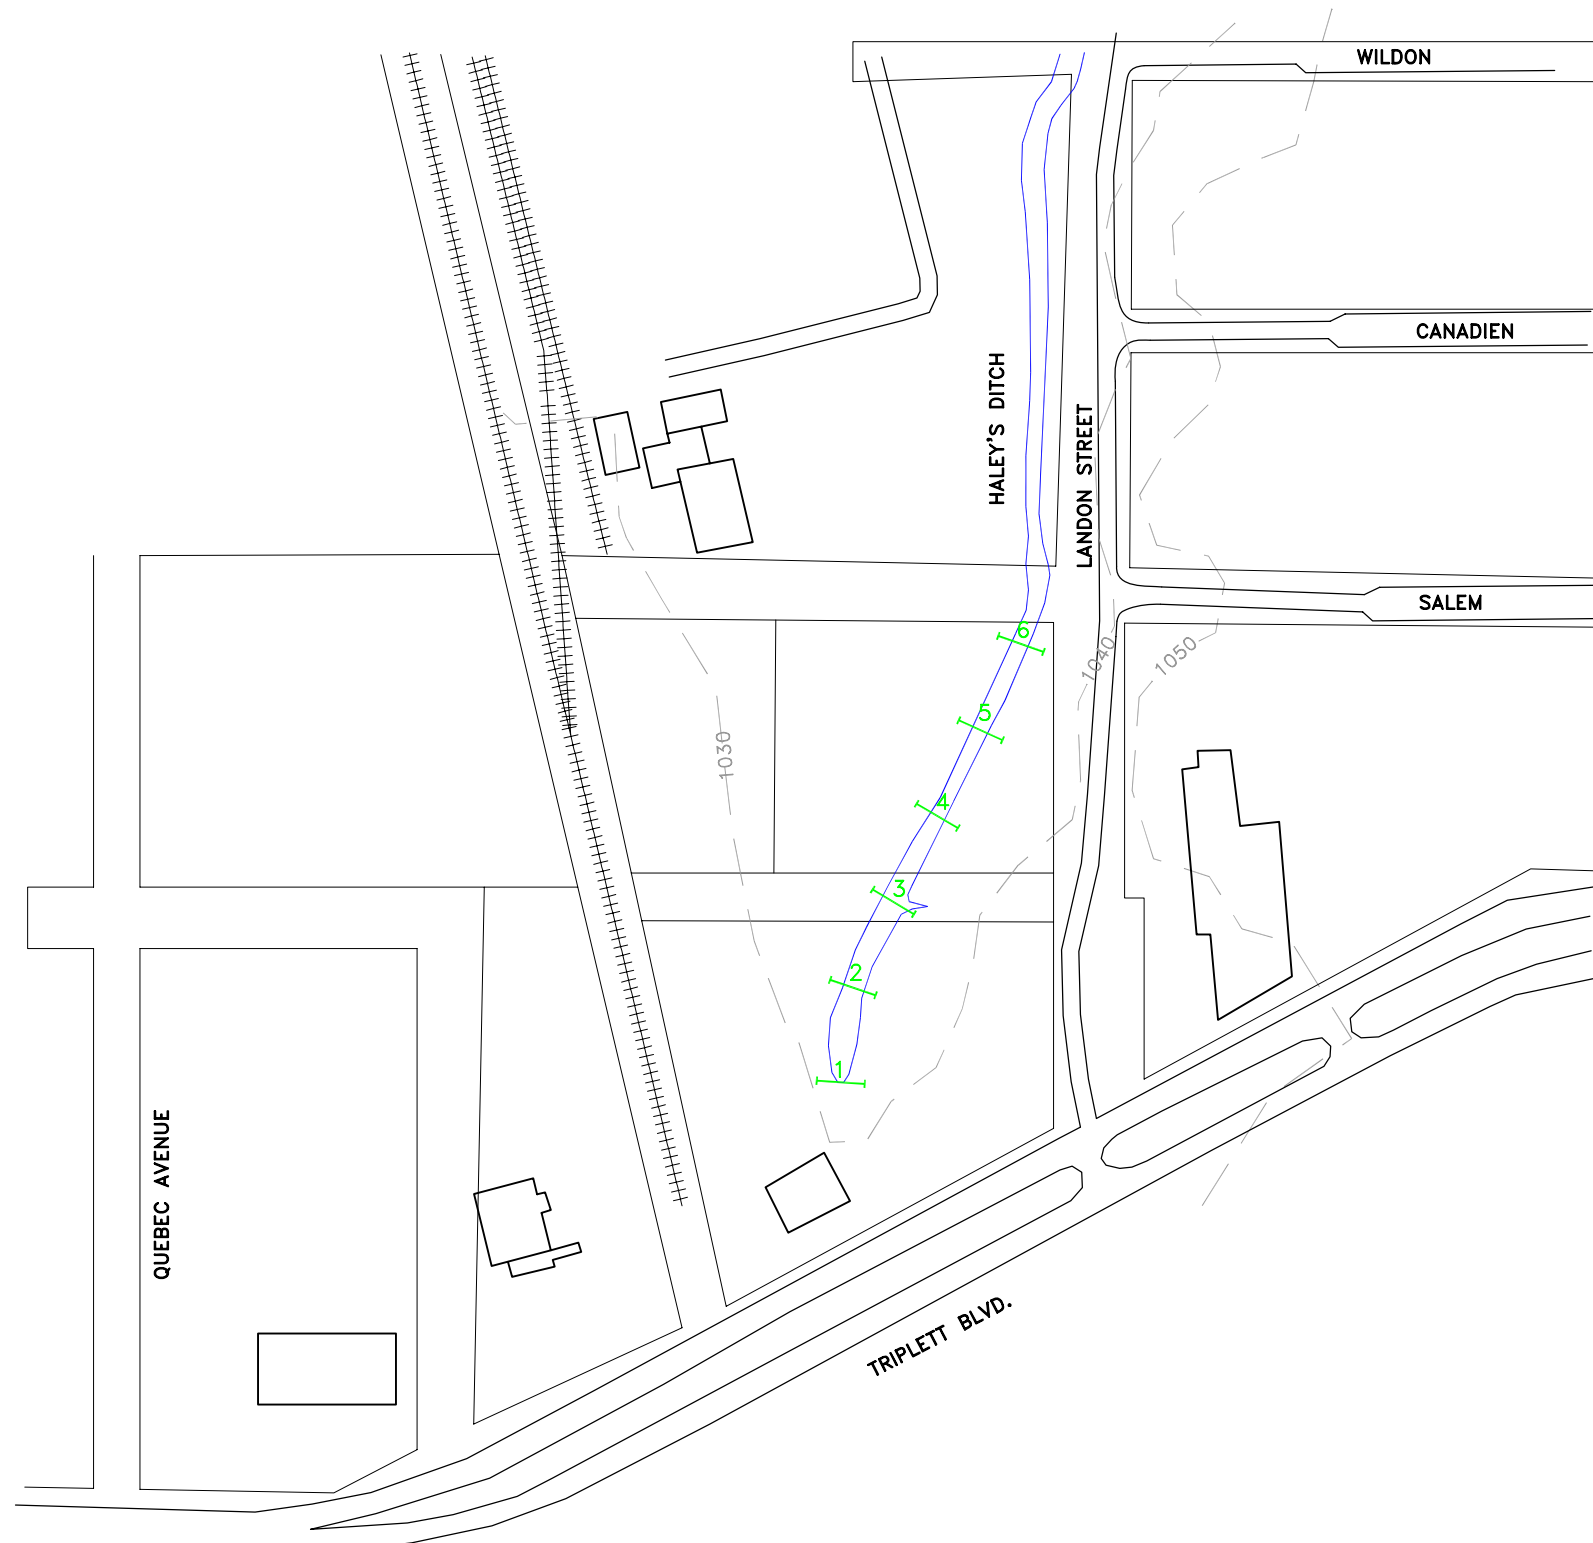 WILDON
CANADIEN
HALEY'S DITCH
LANDON STREET
SALEM
6
1040
1050
5
1030
4
3
2
1
QUEBEC AVENUE
TRIPLETT BLVD.